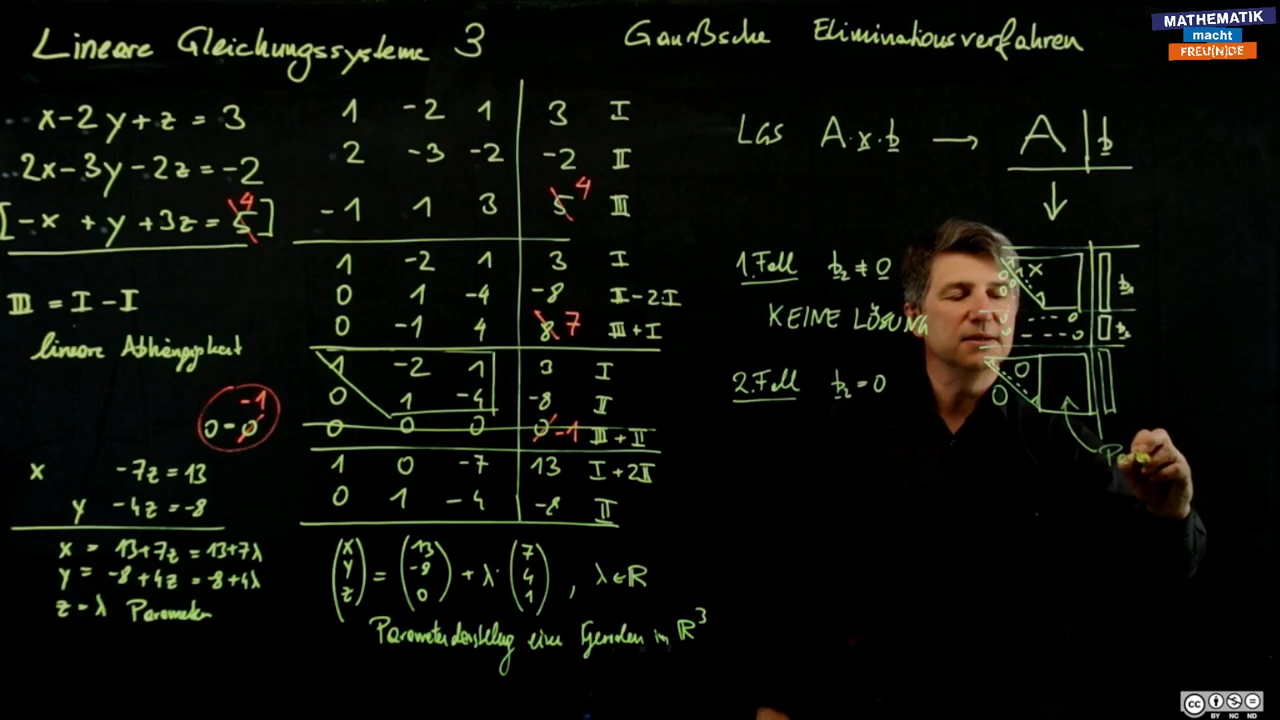 Lineare Gleichungssysteme 3
Gaußsche Eliminationsverfahren
MATHEMATIK
macht
FREU(N)DE
x-2y+z=3
2x-3y-2z=-2
[-x+y+3z=5] 4
III = I - I
lineare Abhängigkeit
-1
0-0
x -7z=13
y -4z=-8
x = 13+7z = 13+7λ
y = -8+4z = -8+4λ
z = λ Parameter
1 -2 1 3 I
2 -3 -2 -2 II
-1 1 3 5 4 III
1 -2 1 3 I
0 1 -4 -8 II-2·I
0 -1 4 8 7 III+I
1 -2 1 3 I
0 1 -4 -8 II
0 0 0 0 -1 III+II
1 0 -7 13 I+2II
0 1 -4 -8 II
(x y z) = (13 -8 0) + λ·(7 4 1), λ∈ℝ
Parameterdarstellung einer Geraden im ℝ³
LGS A·x·b → A | b
↓
1. Fall b₂ ≠ 0
KEINE LÖSUNG
2. Fall b₂ = 0
CC BY NC ND